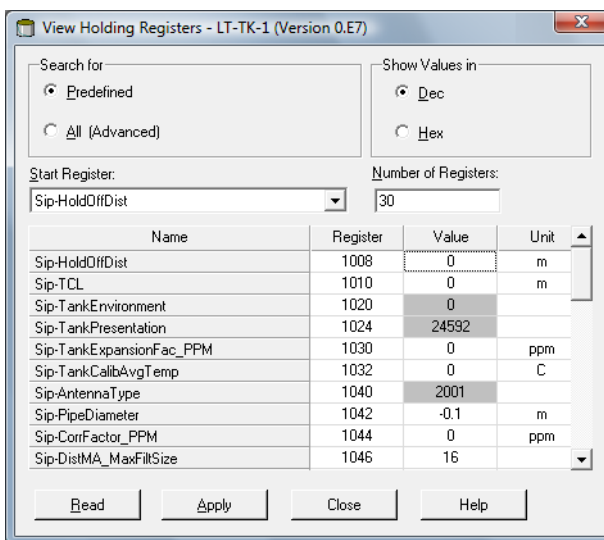 View Holding Registers - LT-TK-1 (Version 0.E7)
Search for
Predefined
All (Advanced)
Show Values in
Dec
Hex
Start Register:
Number of Registers:
Sip-HoldOffDist
30
Name Register Value Unit
Sip-HoldOffDist 1008 0 m
Sip-TCL 1010 0 m
Sip-TankEnvironment 1020 0
Sip-TankPresentation 1024 24592
Sip-TankExpansionFac_PPM 1030 0 ppm
Sip-TankCalibAvgTemp 1032 0 C
Sip-AntennaType 1040 2001
Sip-PipeDiameter 1042 -0.1 m
Sip-CorrFactor_PPM 1044 0 ppm
Sip-DistMA_MaxFiltSize 1046 16
Read Apply Close Help